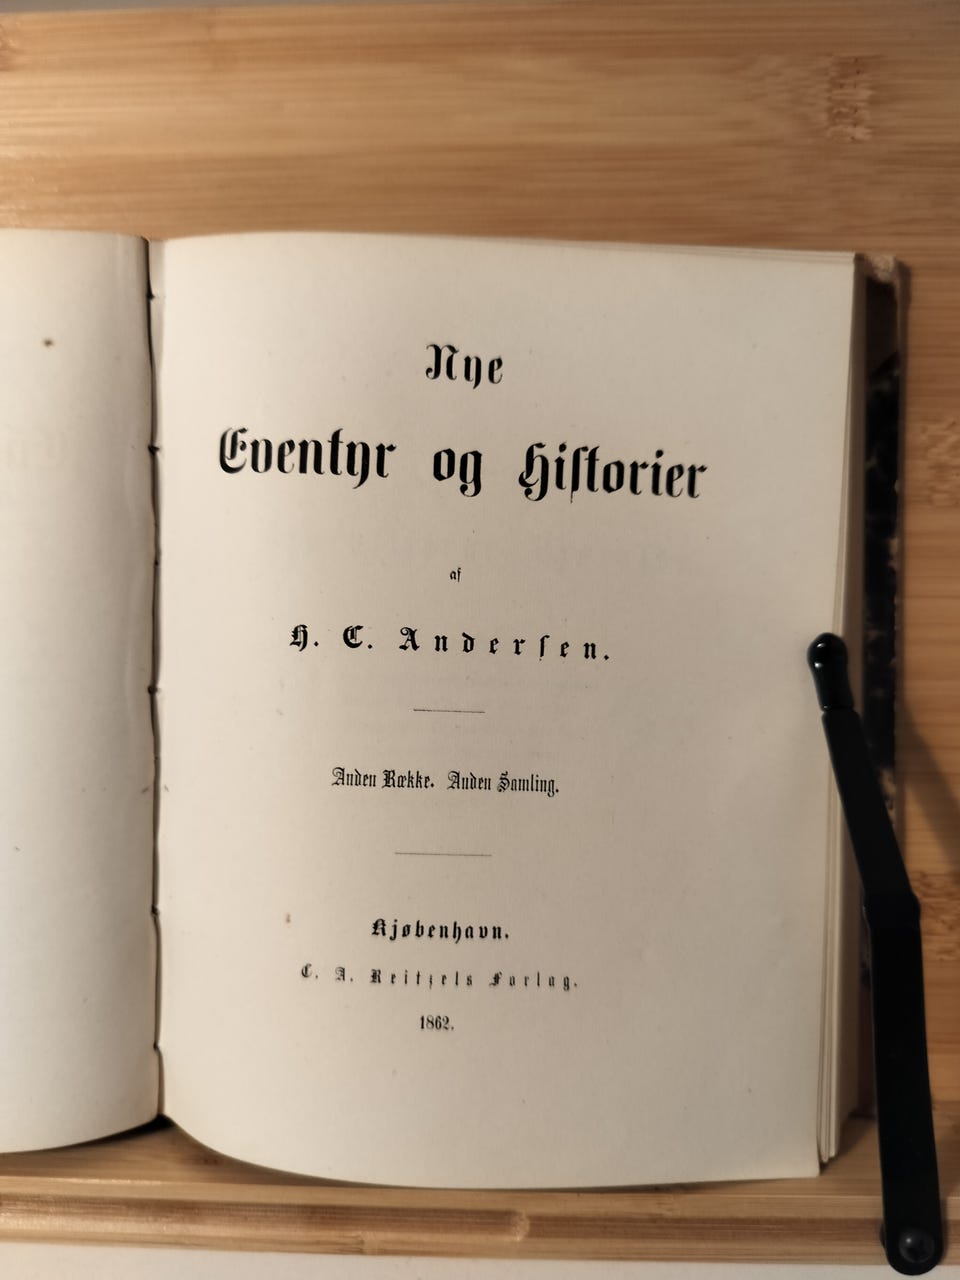 Nye
Eventyr og Hiſtorier
af
H. C. Anderſen.
Anden Række. Anden Samling.
Kjøbenhavn.
C. A. Reitzels Forlag.
1862.